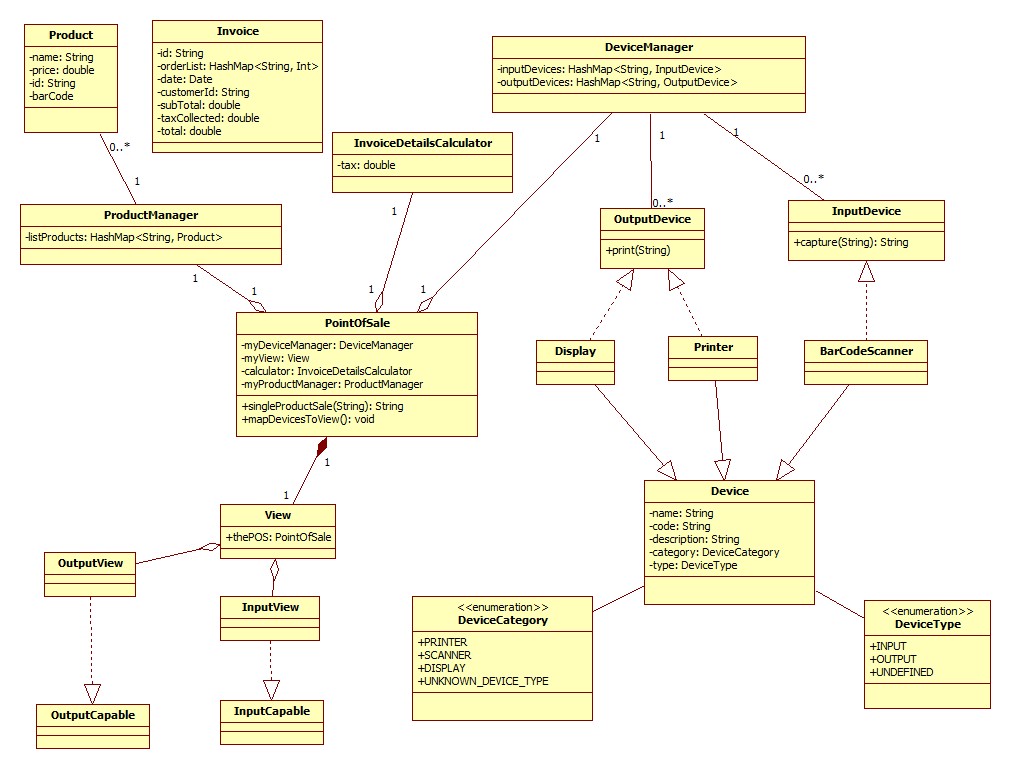 Product
-name: String
-price: double
-id: String
-barCode
Invoice
-id: String
-orderList: HashMap<String, Int>
-date: Date
-customerId: String
-subTotal: double
-taxCollected: double
-total: double
DeviceManager
-inputDevices: HashMap<String, InputDevice>
-outputDevices: HashMap<String, OutputDevice>
InvoiceDetailsCalculator
-tax: double
0..*
1
1
1
1
ProductManager
-listProducts: HashMap<String, Product>
1
0..*
0..*
OutputDevice
+print(String)
InputDevice
+capture(String): String
1
1
1
1
PointOfSale
-myDeviceManager: DeviceManager
-myView: View
-calculator: InvoiceDetailsCalculator
-myProductManager: ProductManager
+singleProductSale(String): String
+mapDevicesToView(): void
Display
Printer
BarCodeScanner
1
1
View
+thePOS: PointOfSale
Device
-name: String
-code: String
-description: String
-category: DeviceCategory
-type: DeviceType
OutputView
InputView
<<enumeration>>
DeviceCategory
+PRINTER
+SCANNER
+DISPLAY
+UNKNOWN_DEVICE_TYPE
<<enumeration>>
DeviceType
+INPUT
+OUTPUT
+UNDEFINED
OutputCapable
InputCapable